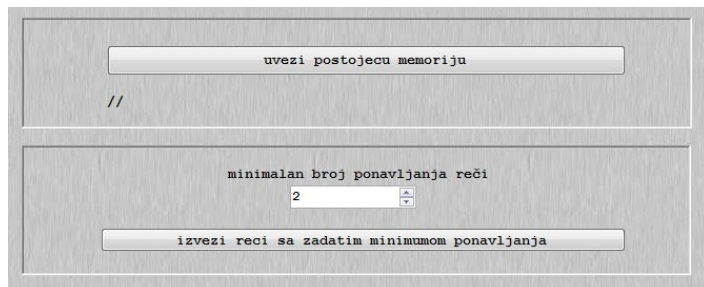 uvezi postojecu memoriju
//
minimalan broj ponavljanja reči
2
izvezi reci sa zadatim minimumom ponavljanja